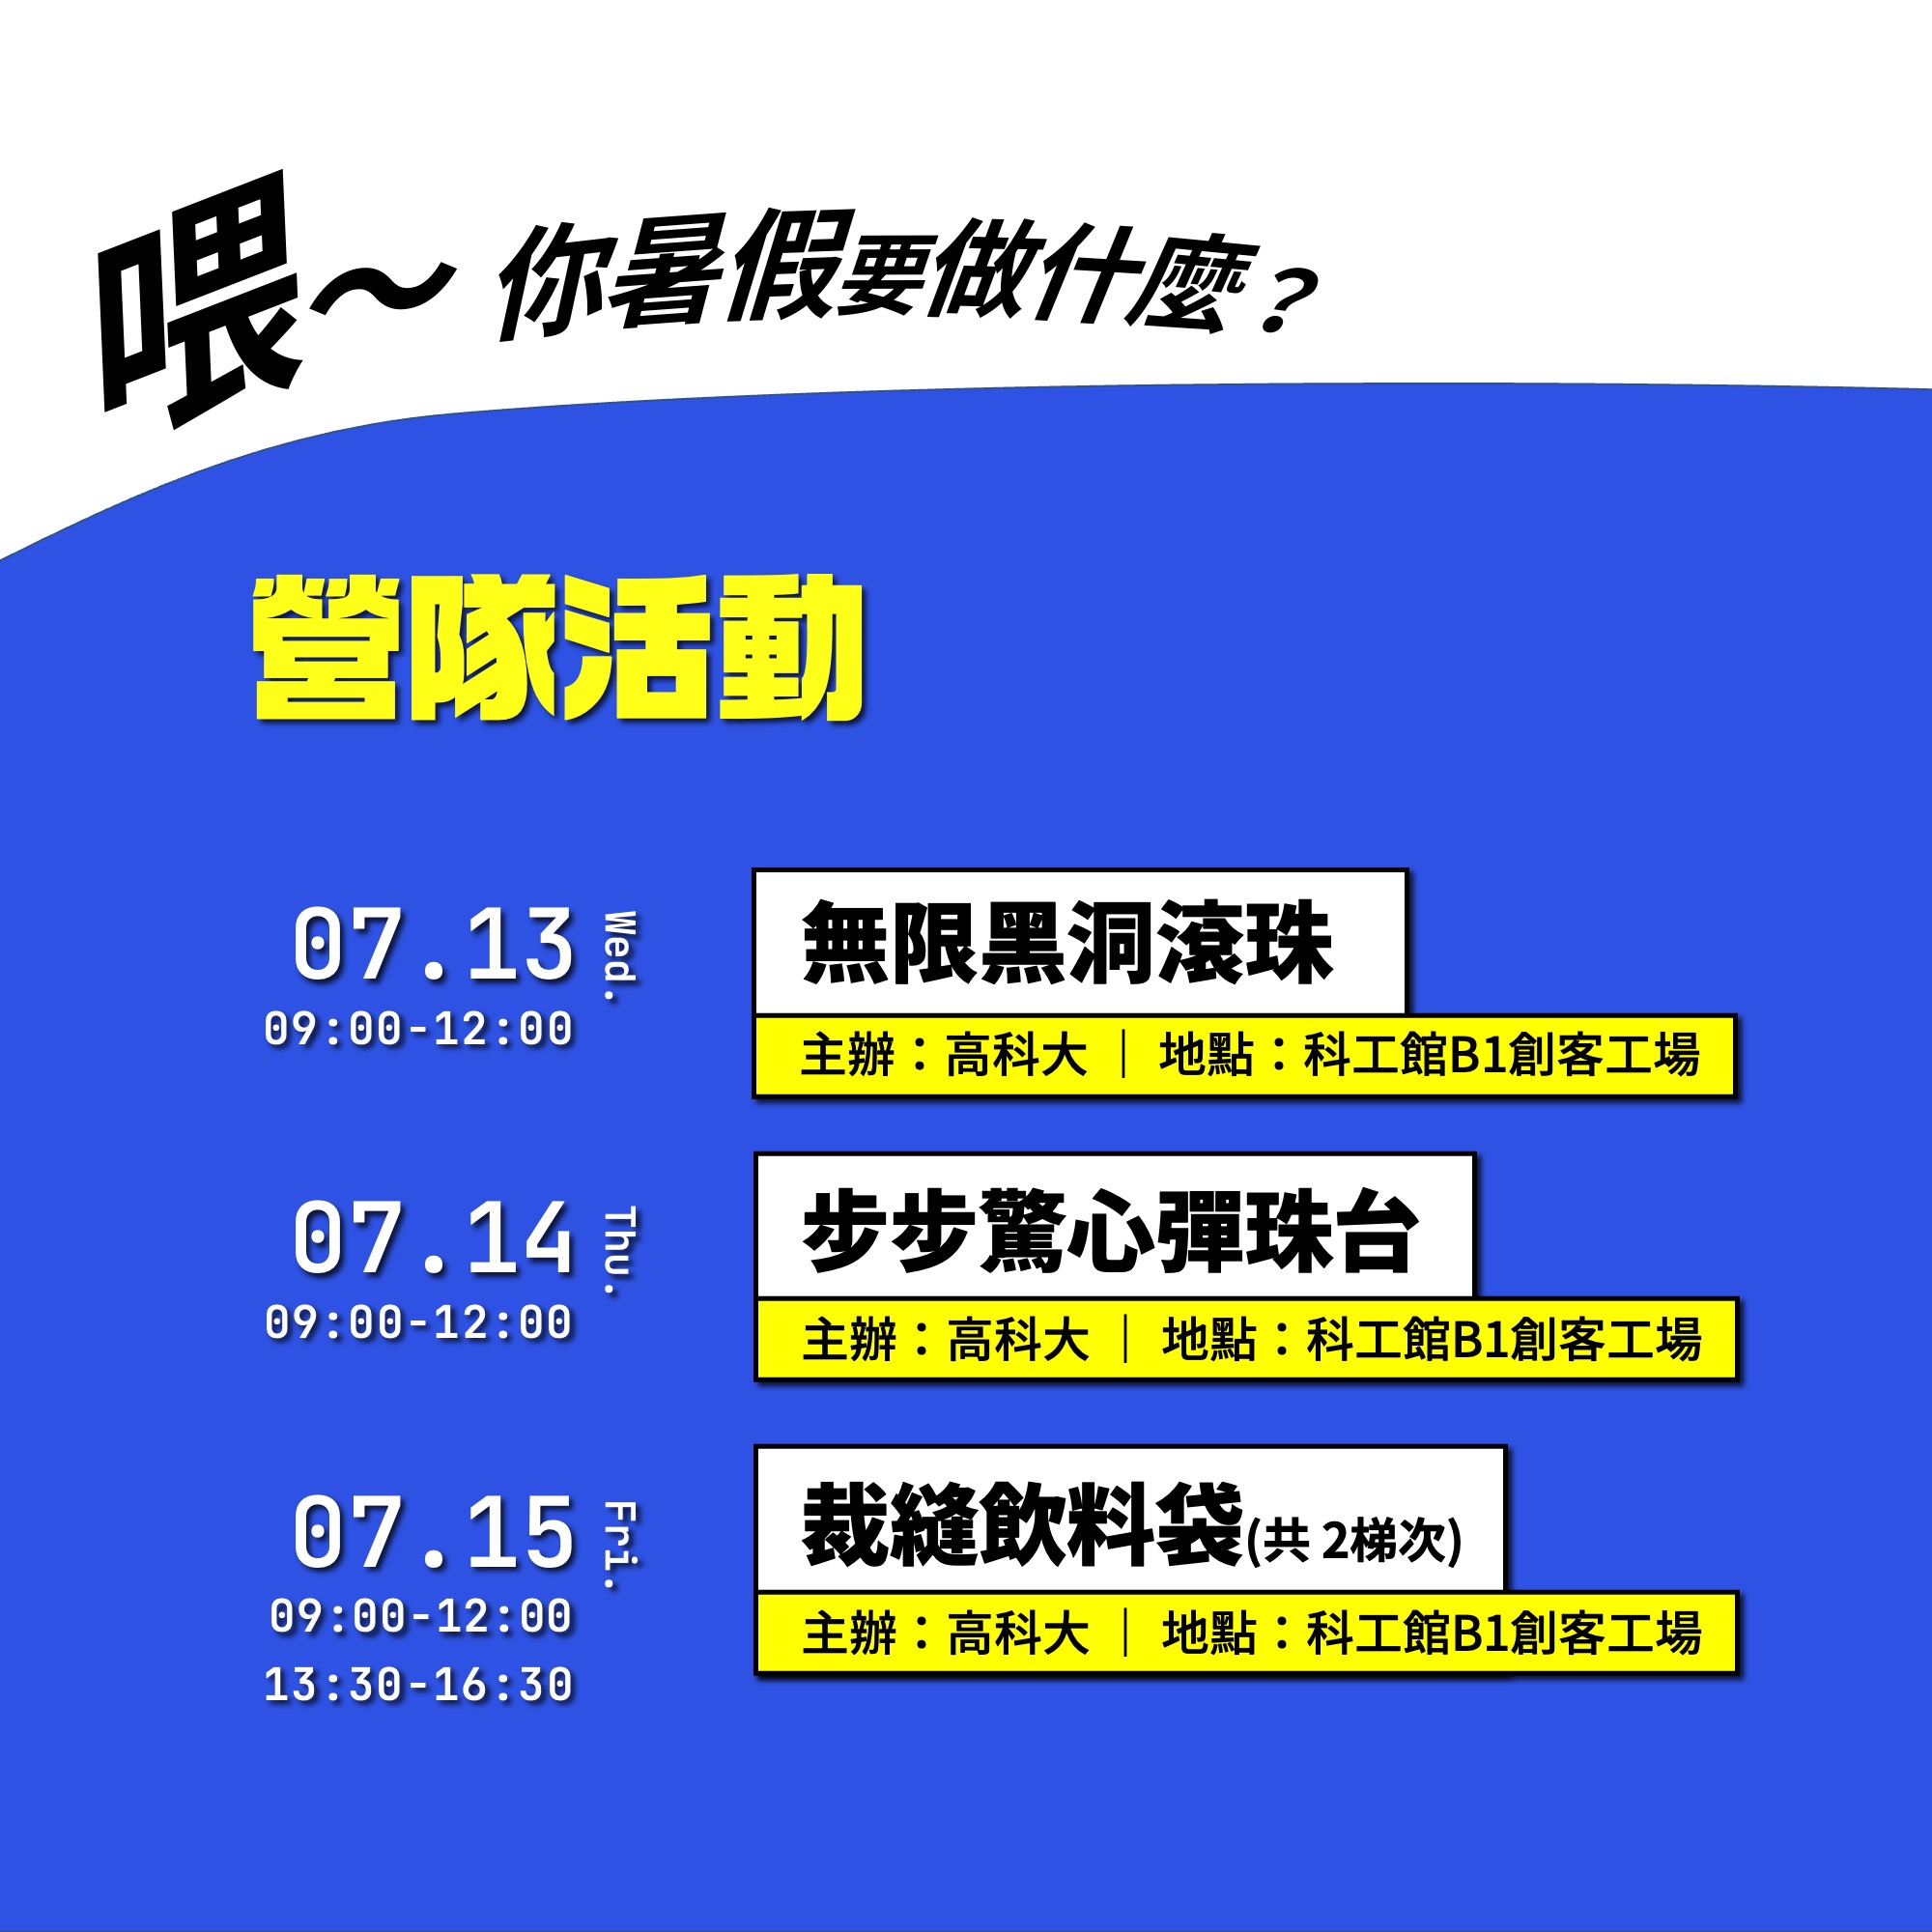 喂～你暑假要做什麼？
營隊活動
07.13 Wed.
09:00-12:00
無限黑洞滾珠
主辦：高科大｜地點：科工館B1創客工場
07.14 Thu.
09:00-12:00
步步驚心彈珠台
主辦：高科大｜地點：科工館B1創客工場
07.15 Fri.
09:00-12:00
13:30-16:30
裁縫飲料袋(共 2梯次)
主辦：高科大｜地點：科工館B1創客工場